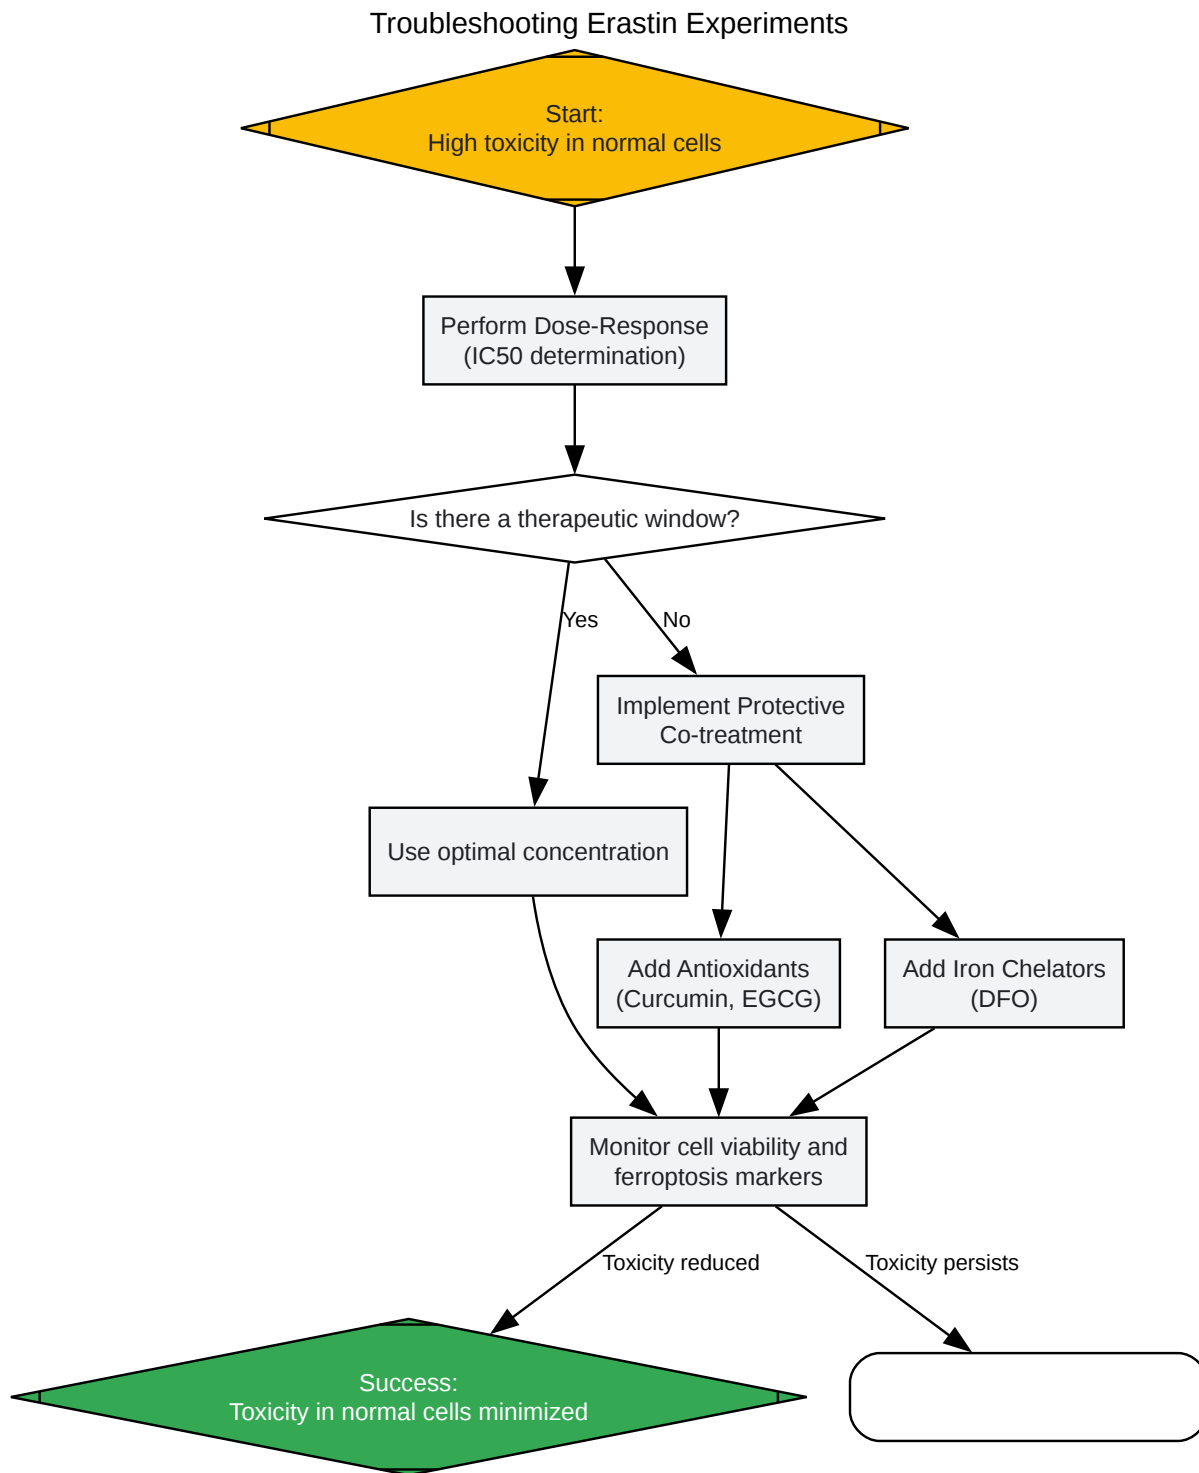 Troubleshooting Erastin Experiments
Start:
High toxicity in normal cells
Perform Dose-Response
(IC50 determination)
Is there a therapeutic window?
Yes
No
Implement Protective
Co-treatment
Use optimal concentration
Add Antioxidants
(Curcumin, EGCG)
Add Iron Chelators
(DFO)
Monitor cell viability and
ferroptosis markers
Toxicity reduced
Toxicity persists
Success:
Toxicity in normal cells minimized